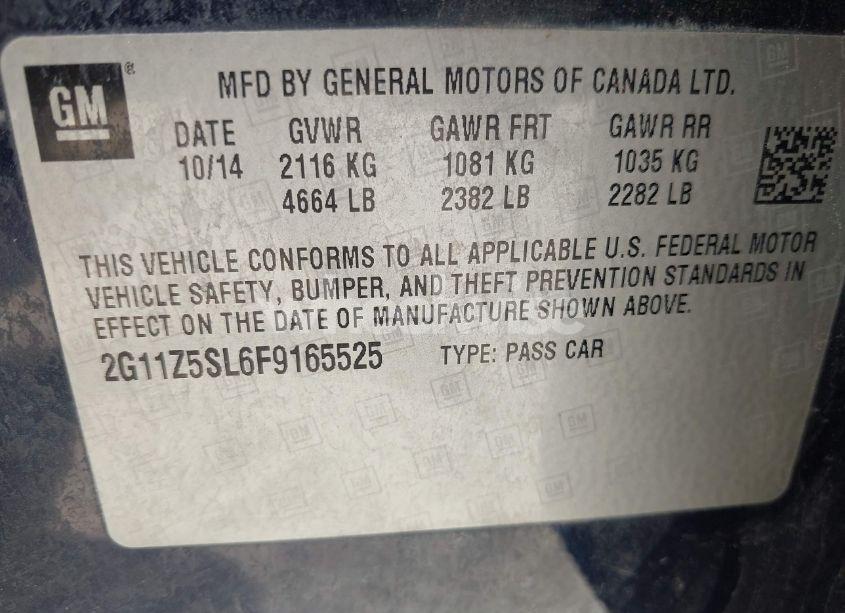 GM®
MFD BY GENERAL MOTORS OF CANADA LTD.
DATE GVWR GAWR FRT GAWR RR
10/14 2116 KG 1081 KG 1035 KG
4664 LB 2382 LB 2282 LB
THIS VEHICLE CONFORMS TO ALL APPLICABLE U.S. FEDERAL MOTOR
VEHICLE SAFETY, BUMPER, AND THEFT PREVENTION STANDARDS IN
EFFECT ON THE DATE OF MANUFACTURE SHOWN ABOVE.
2G11Z5SL6F9165525 TYPE: PASS CAR